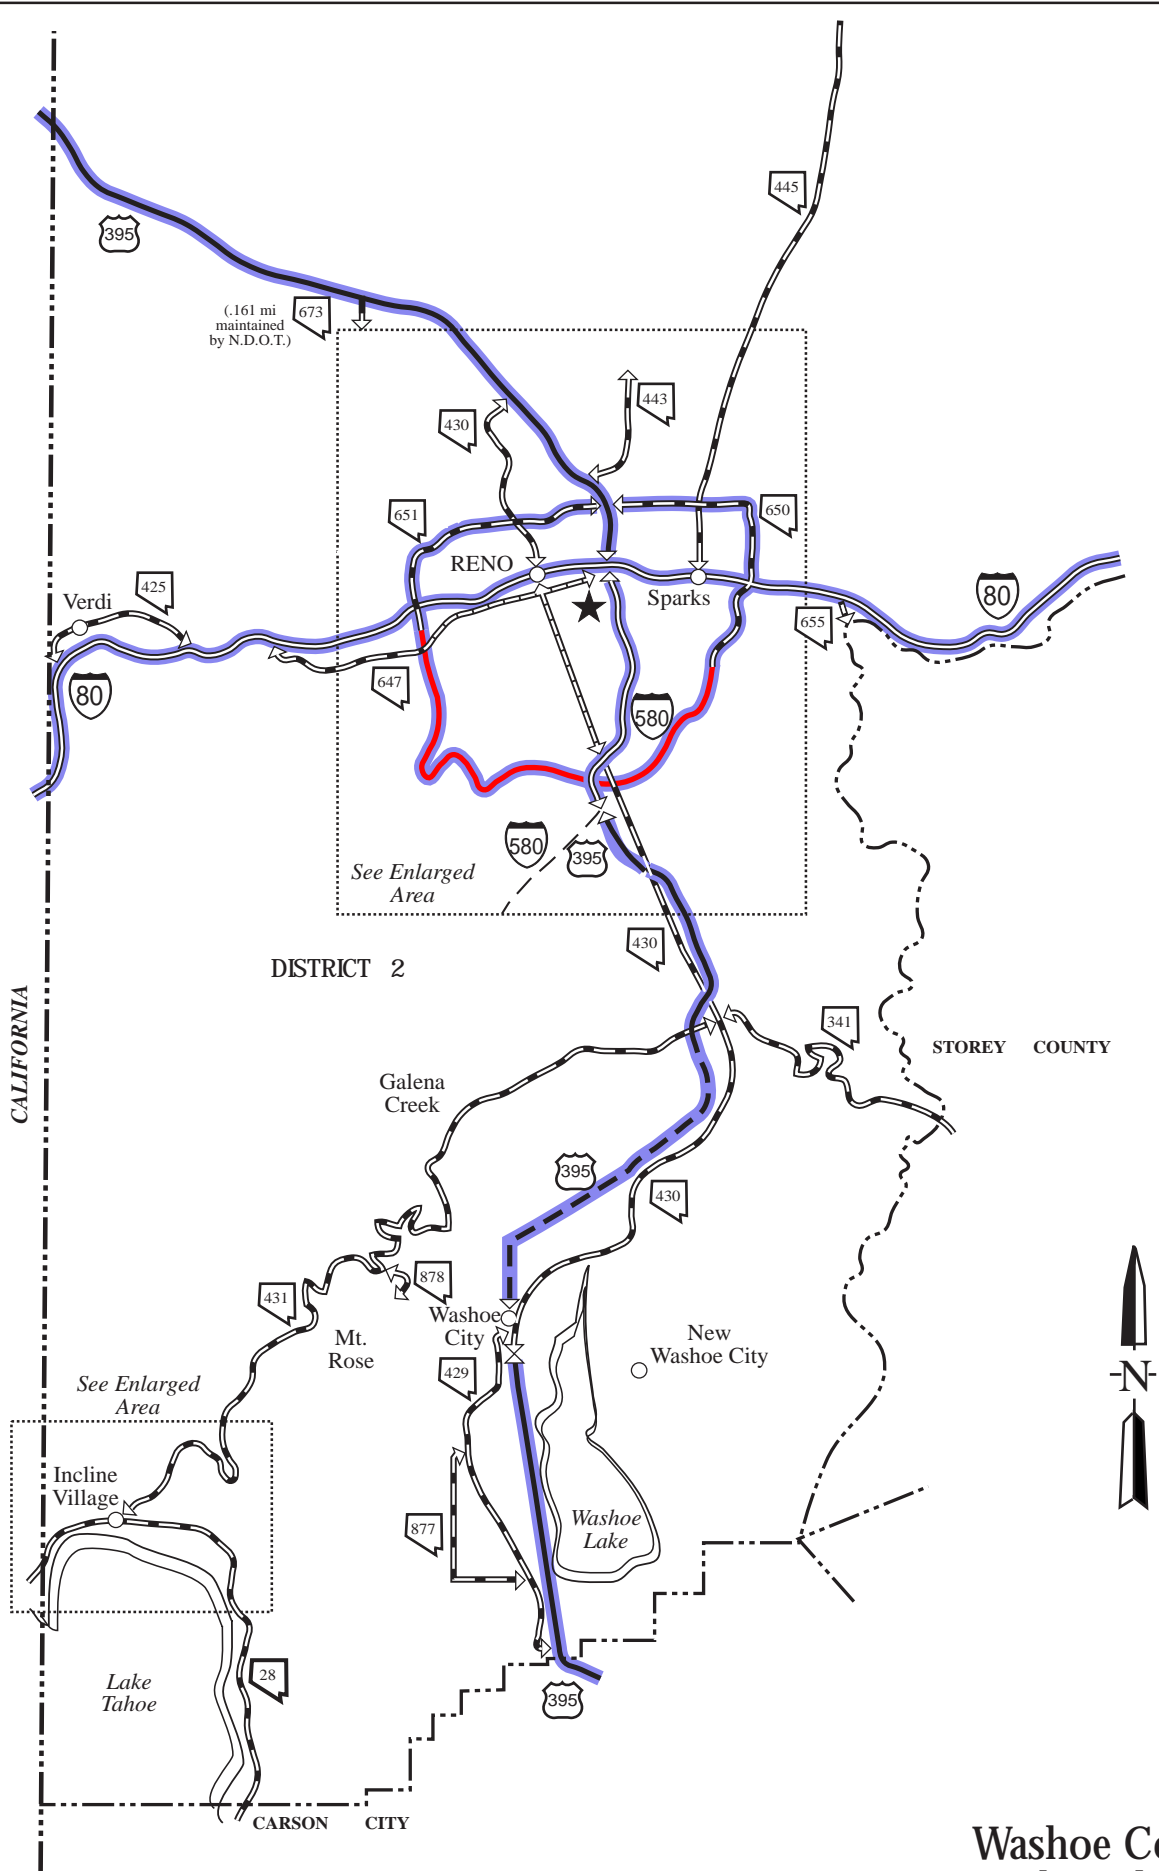 445
395
(.161 mi
maintained
by N.D.O.T.)
673
443
430
651
650
RENO
Sparks
Verdi
425
80
655
80
647
580
580
395
See Enlarged
Area
430
DISTRICT 2
CALIFORNIA
341
STOREY COUNTY
Galena
Creek
395
430
878
431
Washoe
City
Mt.
Rose
New
Washoe City
429
See Enlarged
Area
N
Incline
Village
877
Washoe
Lake
28
Lake
Tahoe
395
CARSON CITY
Washoe Co